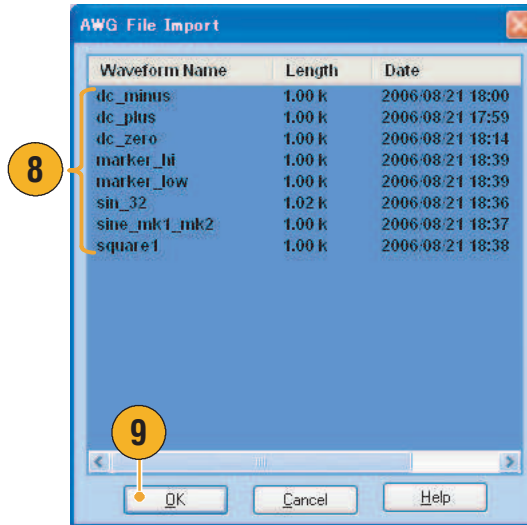 AWG File Import
Waveform Name Length Date
dc_minus 1.00 k 2006/08/21 18:00
dc_plus 1.00 k 2006/08/21 17:59
dc_zero 1.00 k 2006/08/21 18:14
marker_hi 1.00 k 2006/08/21 18:39
marker_low 1.00 k 2006/08/21 18:39
sin_32 1.02 k 2006/08/21 18:36
sine_mk1_mk2 1.00 k 2006/08/21 18:37
square1 1.00 k 2006/08/21 18:38
8
9
OK Cancel Help